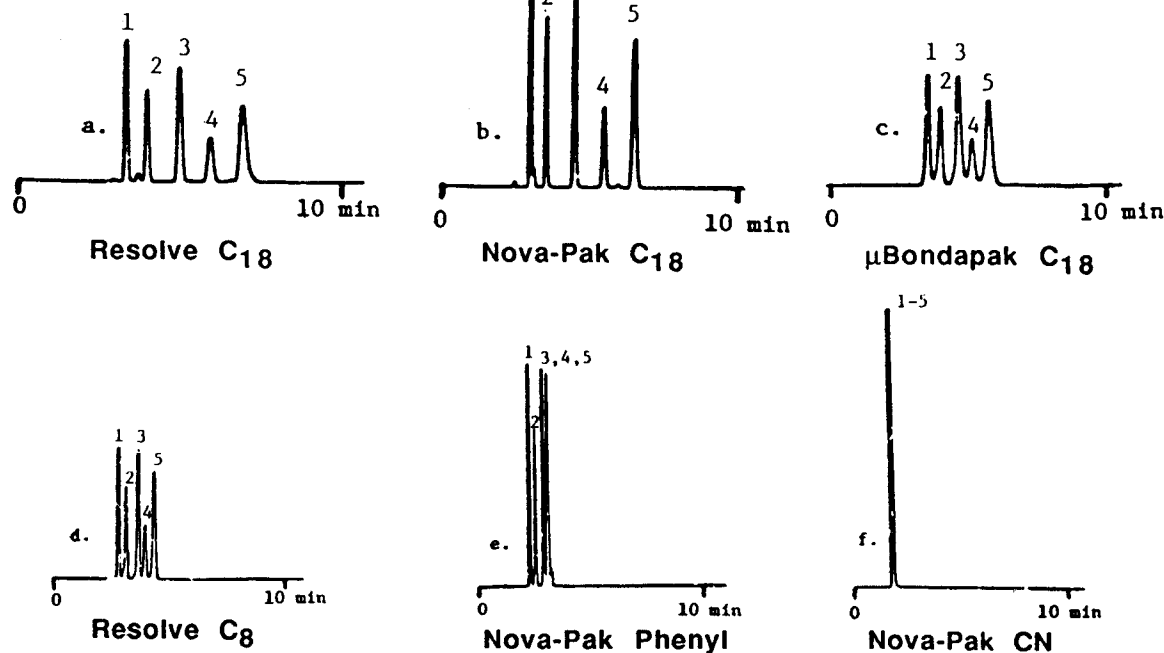 1
2
3
4
5
a.
0
10 min
Resolve C18
2
4
5
b.
0
10 min
Nova-Pak C18
1
2
3
4
5
c.
0
10 min
µBondapak C18
1
2
3
4
5
d.
0
10 min
Resolve C8
1
2
3,4,5
e.
0
10 min
Nova-Pak Phenyl
1-5
f.
0
10 min
Nova-Pak CN